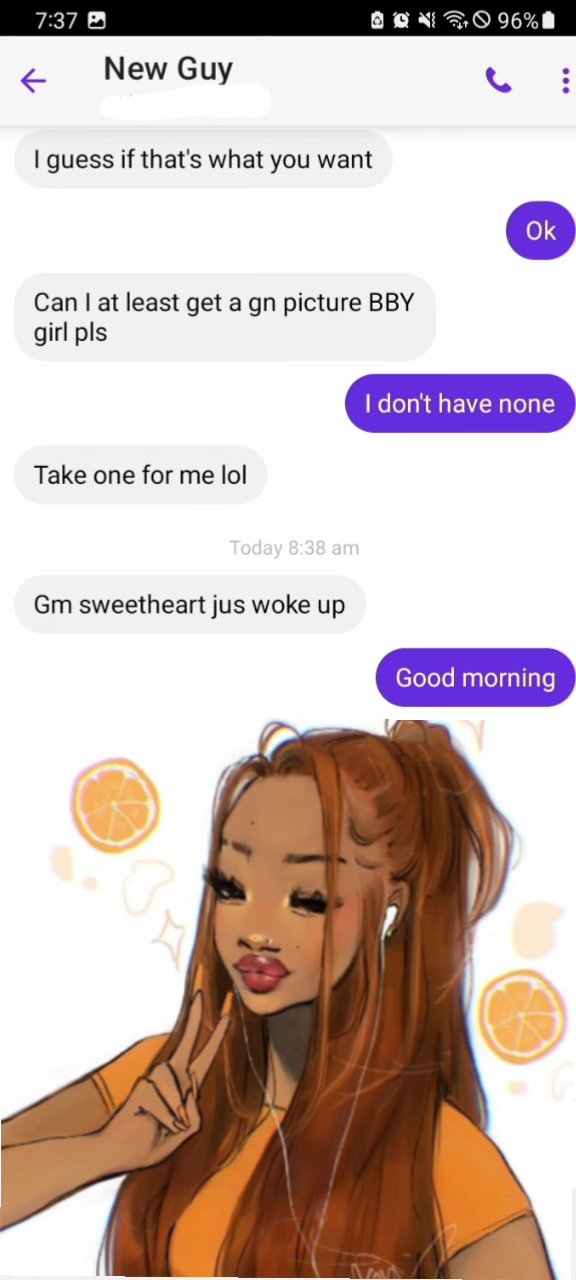 7:37 96%
New Guy
I guess if that's what you want
Ok
Can I at least get a gn picture BBY
girl pls
I don't have none
Take one for me lol
Today 8:38 am
Gm sweetheart jus woke up
Good morning